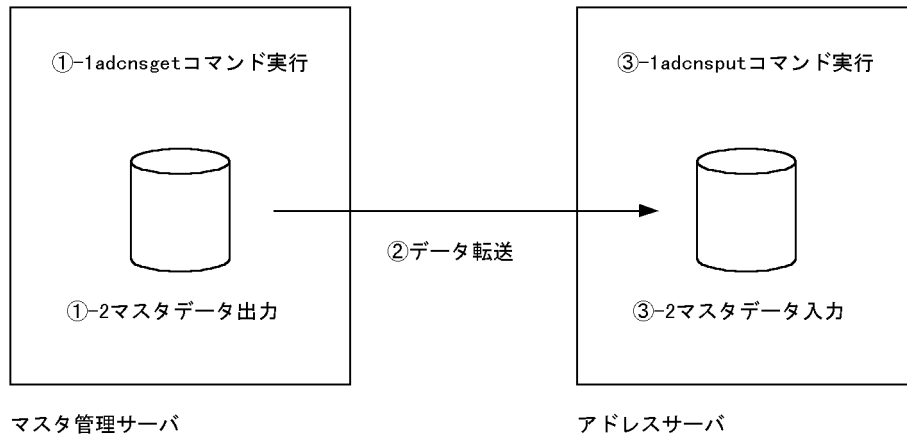 ①-1adcnsgetコマンド実行
③-1adcnsputコマンド実行
②データ転送
①-2マスタデータ出力
③-2マスタデータ入力
マスタ管理サーバ
アドレスサーバ